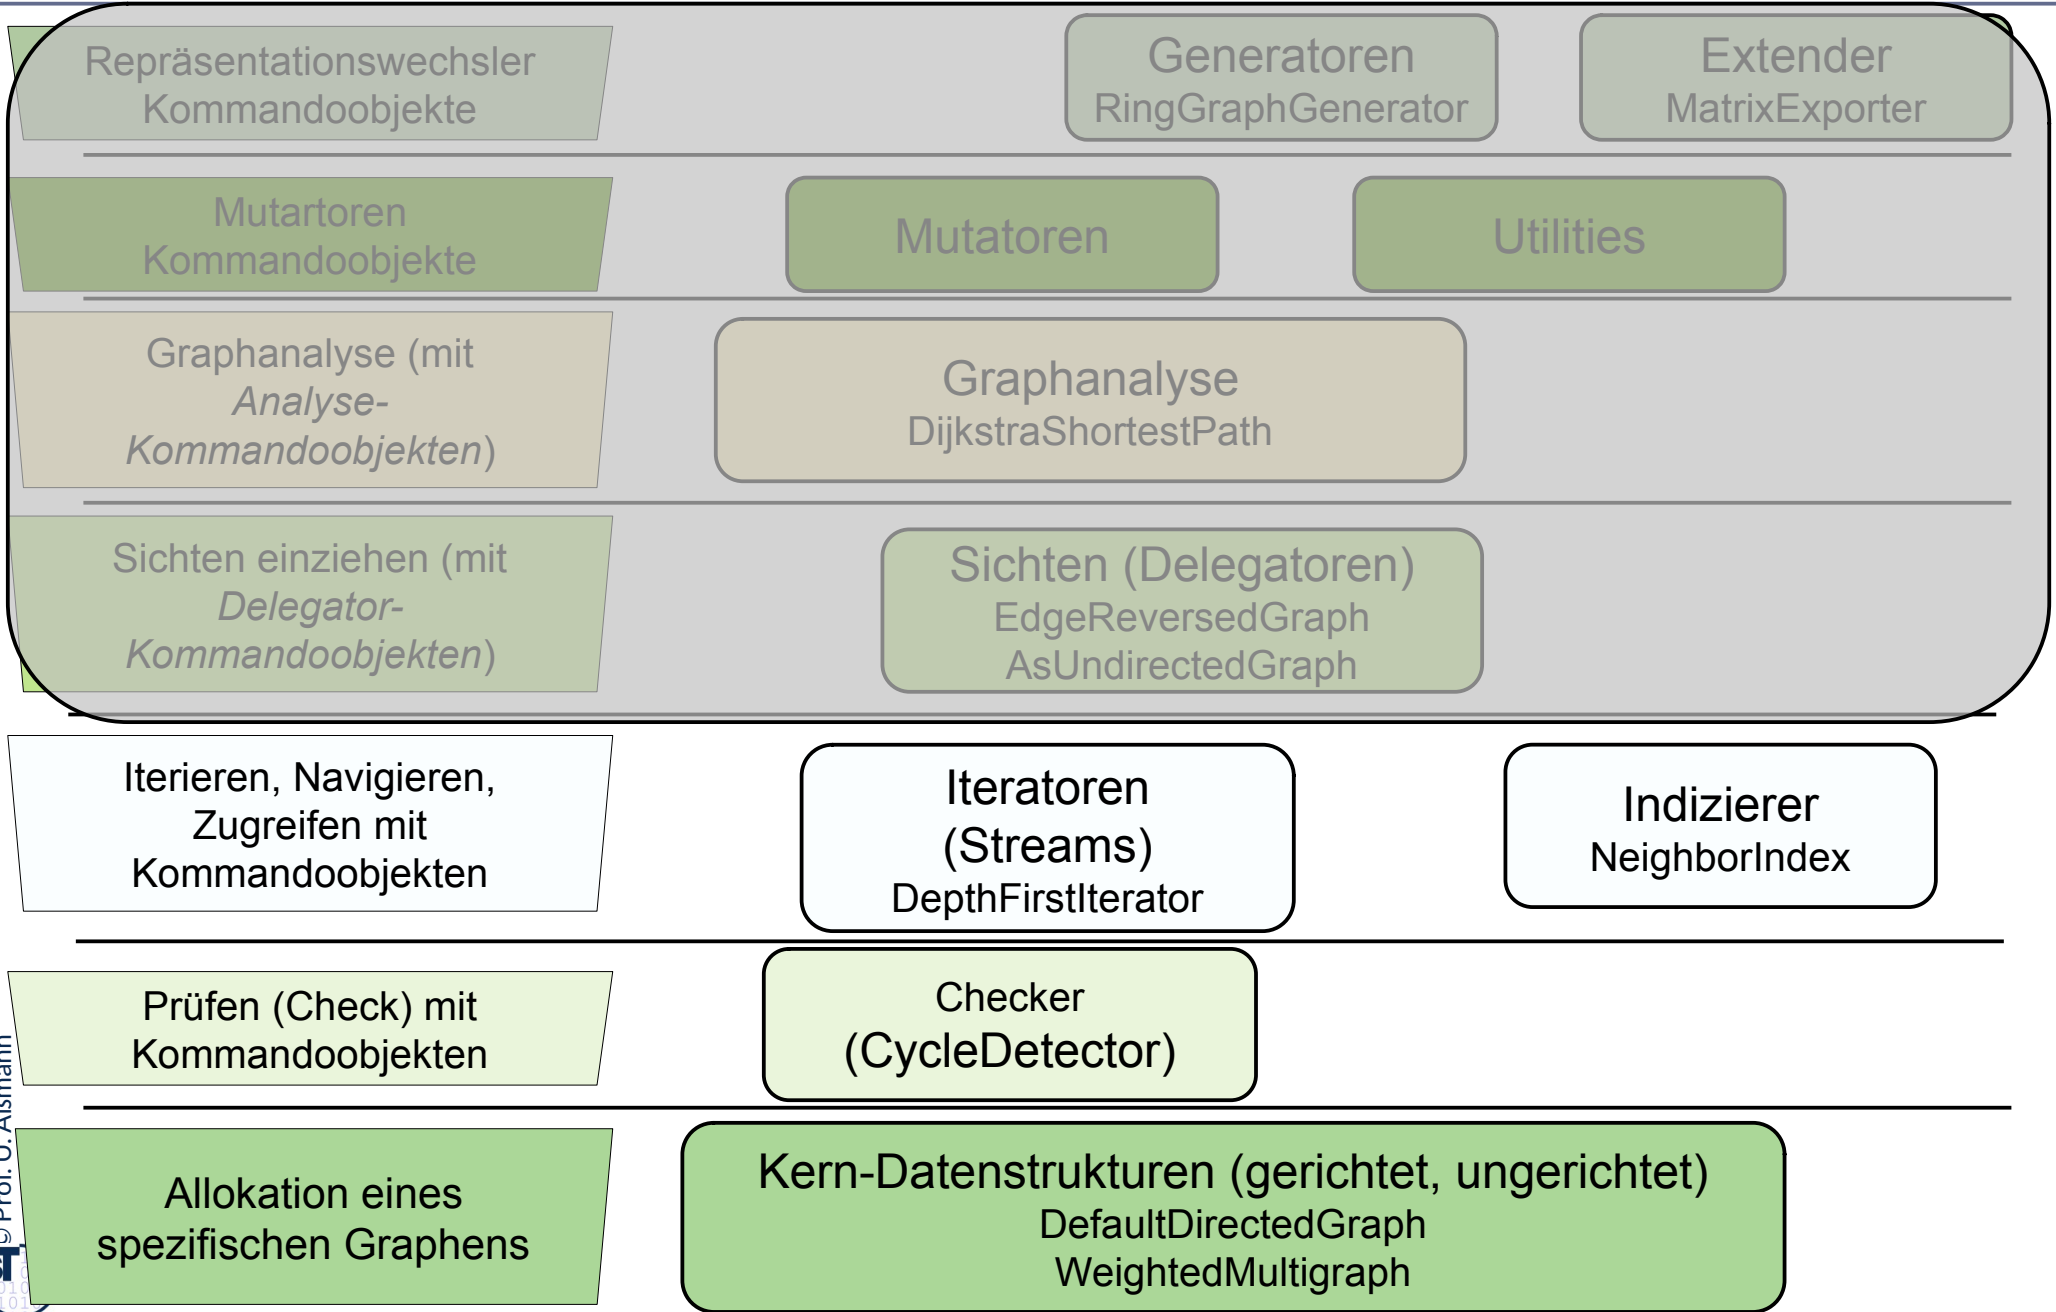 Repräsentationswechsler
Kommandoobjekte
Generatoren
RingGraphGenerator
Extender
MatrixExporter
Mutartoren
Kommandoobjekte
Mutatoren
Utilities
Graphanalyse (mit
Analyse-
Kommandoobjekten)
Graphanalyse
DijkstraShortestPath
Sichten einziehen (mit
Delegator-
Kommandoobjekten)
Sichten (Delegatoren)
EdgeReversedGraph
AsUndirectedGraph
Iterieren, Navigieren,
Zugreifen mit
Kommandoobjekten
Iteratoren
(Streams)
DepthFirstIterator
Indizierer
NeighborIndex
Prüfen (Check) mit
Kommandoobjekten
Checker
(CycleDetector)
Allokation eines
spezifischen Graphens
Kern-Datenstrukturen (gerichtet, ungerichtet)
DefaultDirectedGraph
WeightedMultigraph
© Prof. U. Aßmann